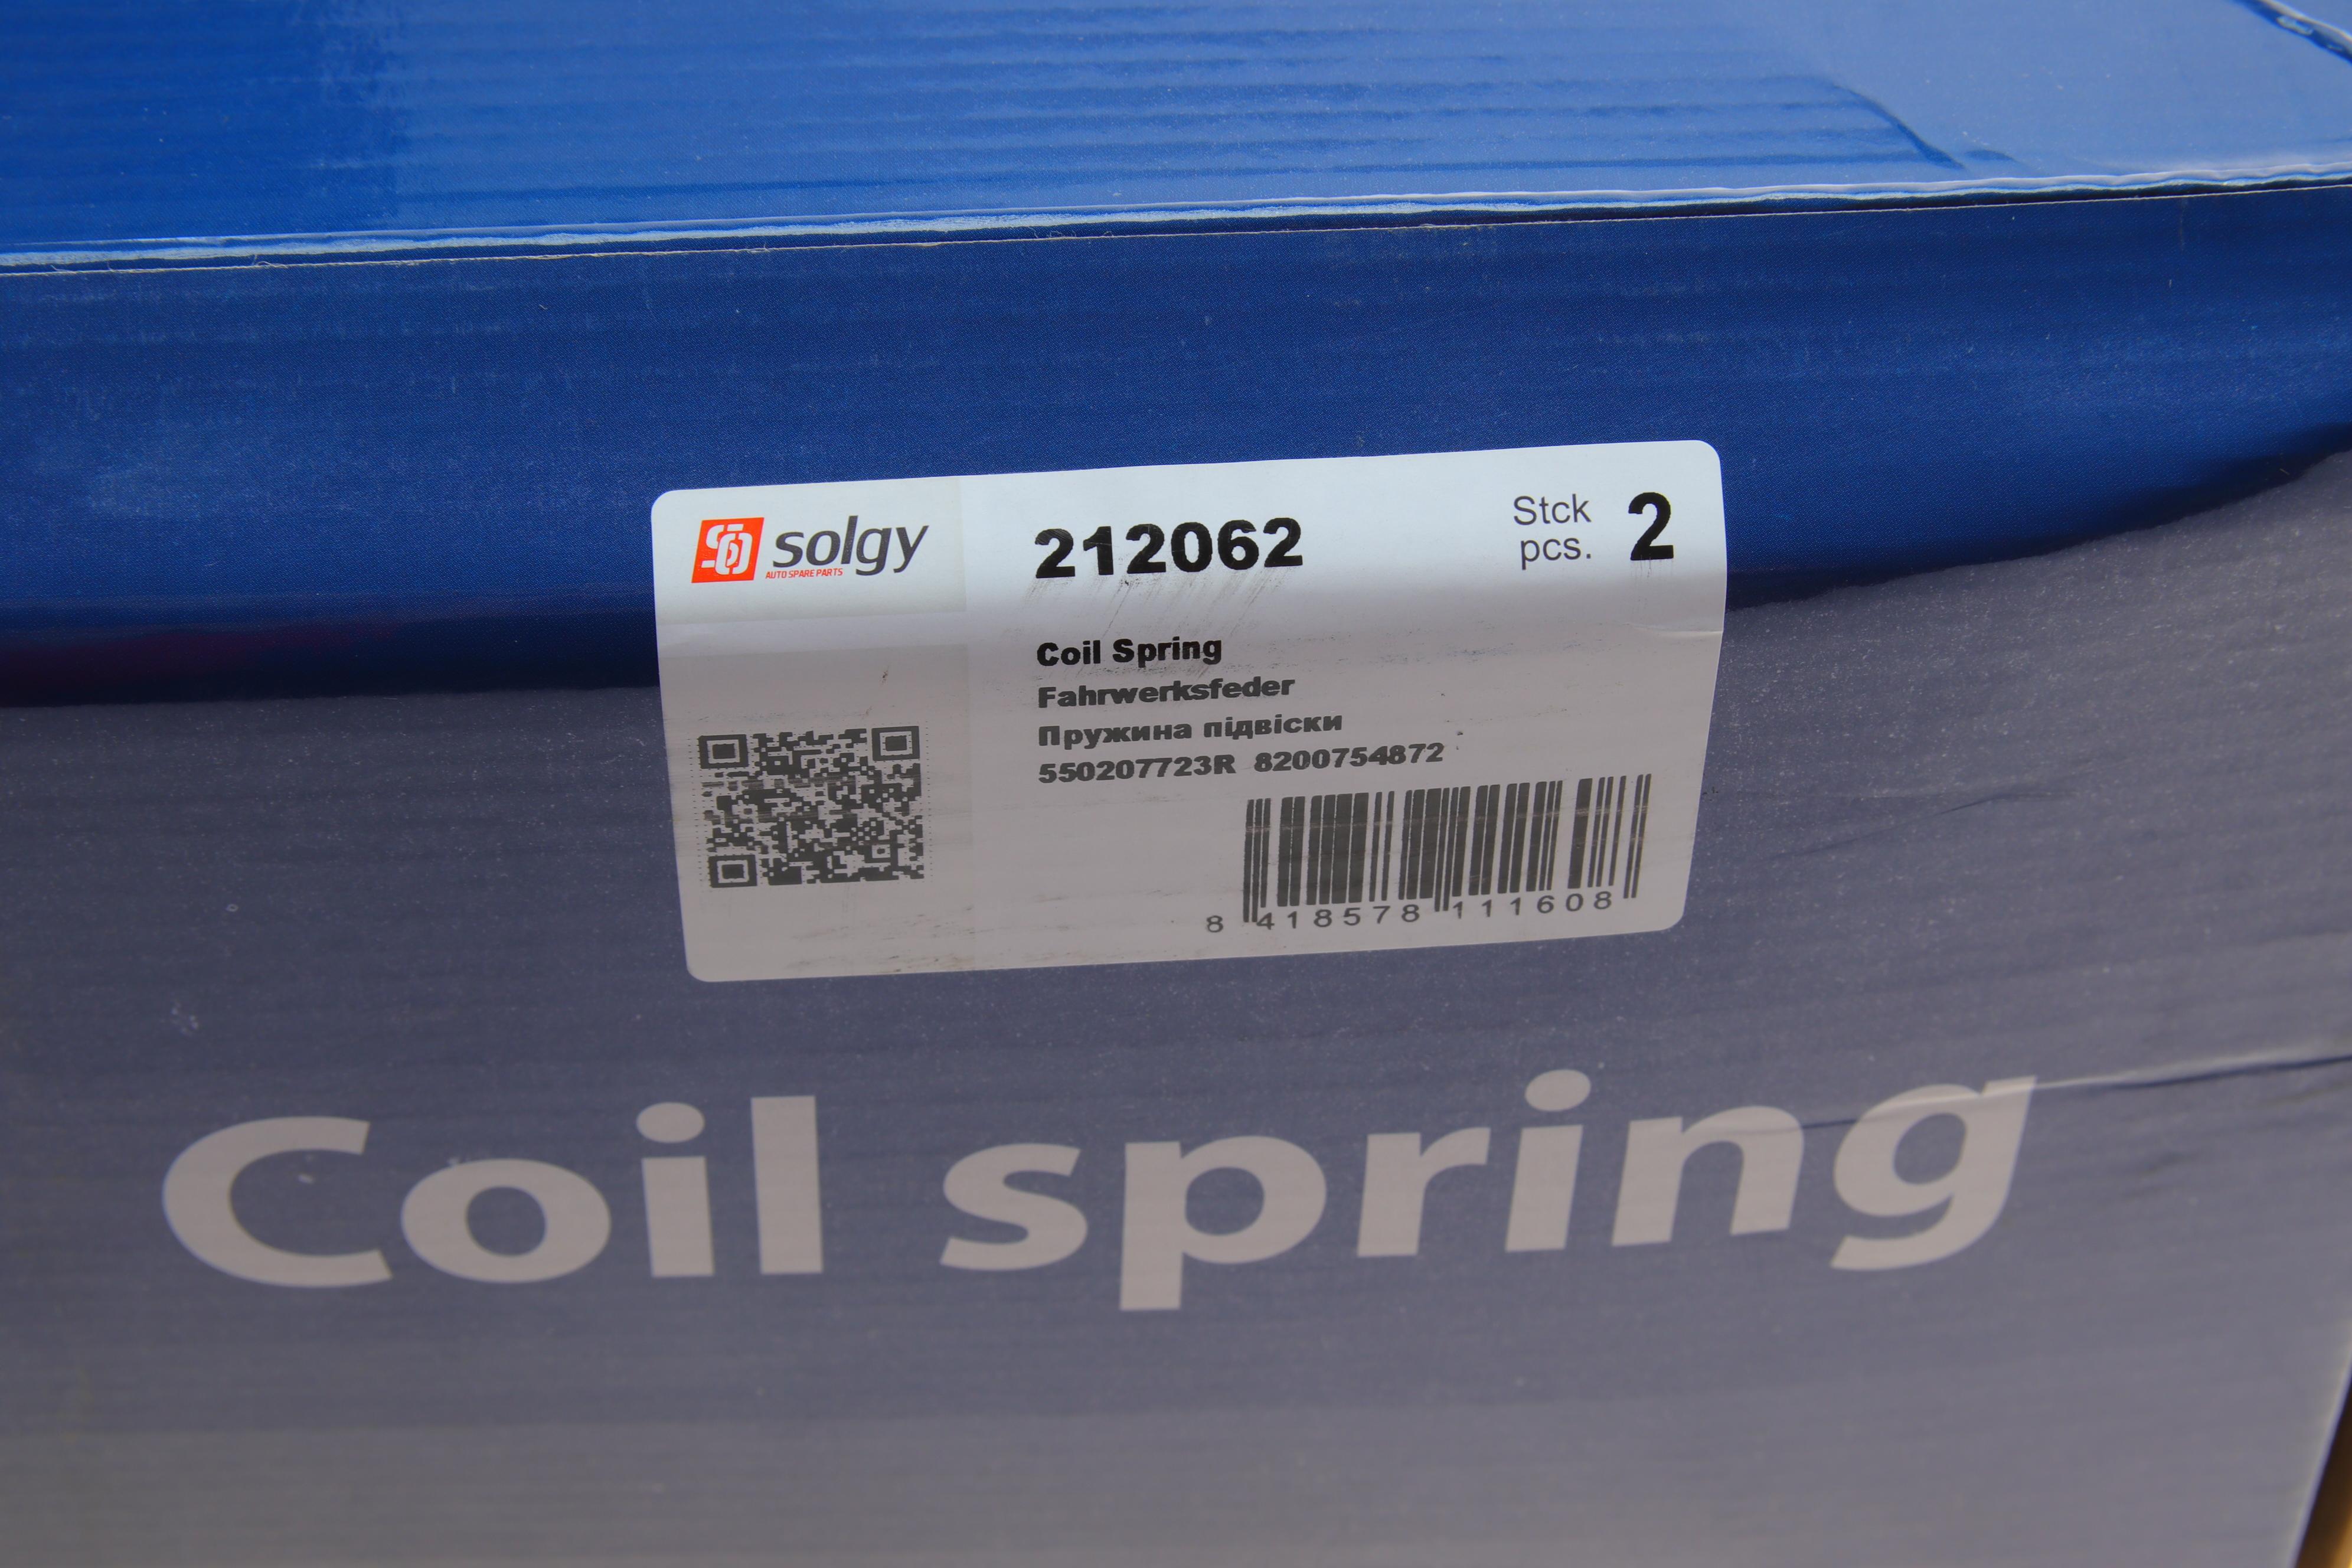 solgy
AUTO SPARE PARTS
212062
Stck
pcs.
2
Coil Spring
Fahrwerksfeder
Пружина підвіски
550207723R 8200754872
8 418578 111608
Coil spring